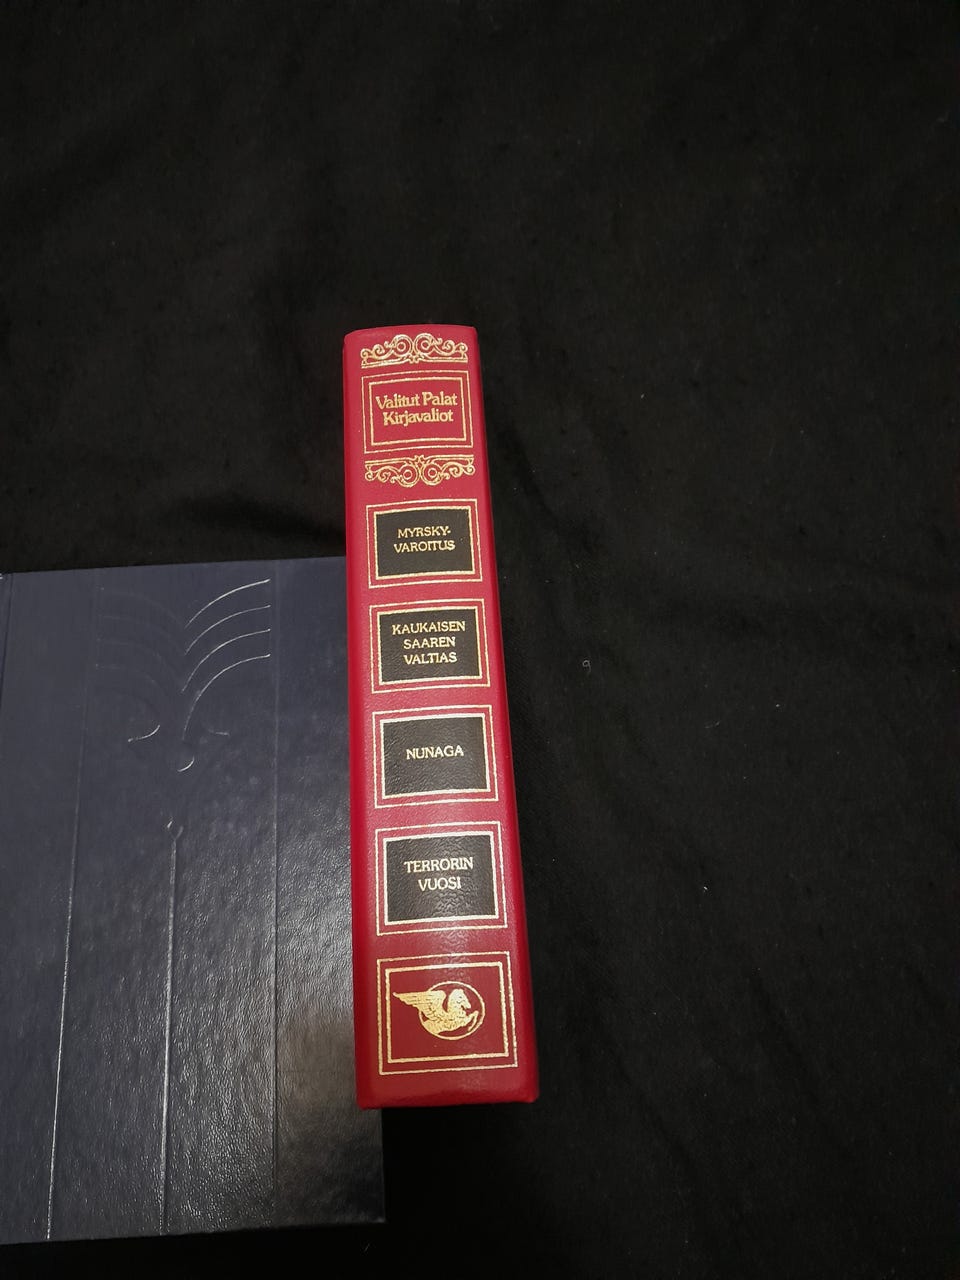 Valitut Palat
Kirjavaliot
MYRSKY-
VAROITUS
KAUKAISEN
SAAREN
VALTIAS
NUNAGA
TERRORIN
VUOSI